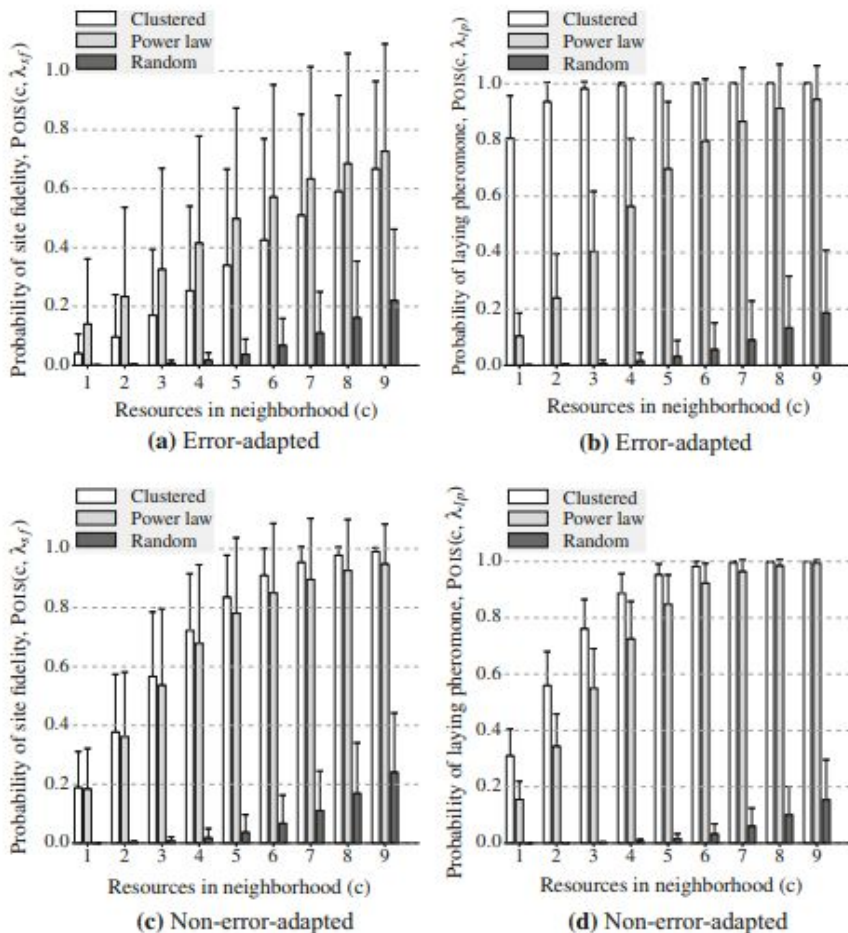 Clustered
Power law
Random
Probability of site fidelity, POIS(c, λsf)
1.0
0.8
0.6
0.4
0.2
0.0
1 2 3 4 5 6 7 8 9
Resources in neighborhood (c)
(a) Error-adapted
Clustered
Power law
Random
Probability of laying pheromone, POIS(c, λlp)
1.0
0.8
0.6
0.4
0.2
0.0
1 2 3 4 5 6 7 8 9
Resources in neighborhood (c)
(b) Error-adapted
Clustered
Power law
Random
Probability of site fidelity, POIS(c, λsf)
1.0
0.8
0.6
0.4
0.2
0.0
1 2 3 4 5 6 7 8 9
Resources in neighborhood (c)
(c) Non-error-adapted
Clustered
Power law
Random
Probability of laying pheromone, POIS(c, λlp)
1.0
0.8
0.6
0.4
0.2
0.0
1 2 3 4 5 6 7 8 9
Resources in neighborhood (c)
(d) Non-error-adapted